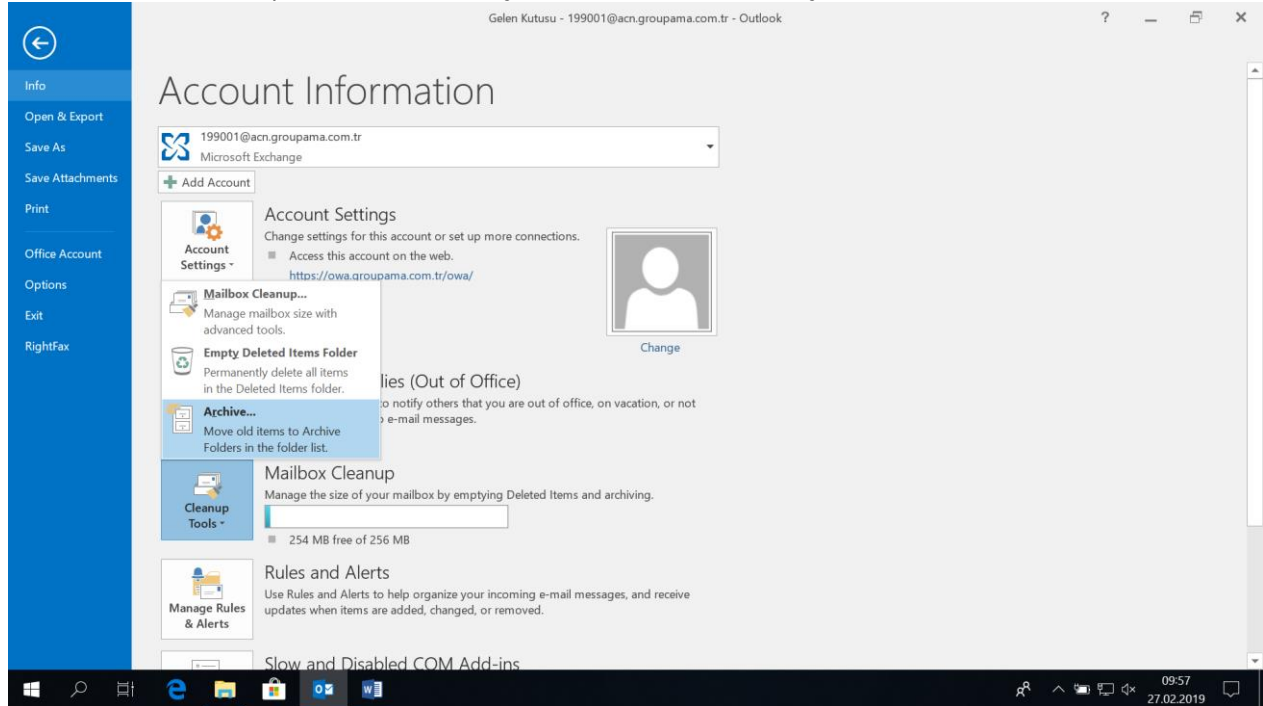 Gelen Kutusu - 199001@acn.groupama.com.tr - Outlook
?
Info
Open & Export
Save As
Save Attachments
Print
Office Account
Options
Exit
RightFax
Account Information
199001@acn.groupama.com.tr
Microsoft Exchange
Add Account
Account Settings
Change settings for this account or set up more connections.
Access this account on the web.
https://owa.groupama.com.tr/owa/
Account
Settings
Change
Mailbox Cleanup...
Manage mailbox size with
advanced tools.
Empty Deleted Items Folder
Permanently delete all items
in the Deleted Items folder.
Archive...
Move old items to Archive
Folders in the folder list.
lies (Out of Office)
o notify others that you are out of office, on vacation, or not
e-mail messages.
Cleanup
Tools
Mailbox Cleanup
Manage the size of your mailbox by emptying Deleted Items and archiving.
254 MB free of 256 MB
Manage Rules
& Alerts
Rules and Alerts
Use Rules and Alerts to help organize your incoming e-mail messages, and receive
updates when items are added, changed, or removed.
Slow and Disabled COM Add-ins
09:57
27.02.2019